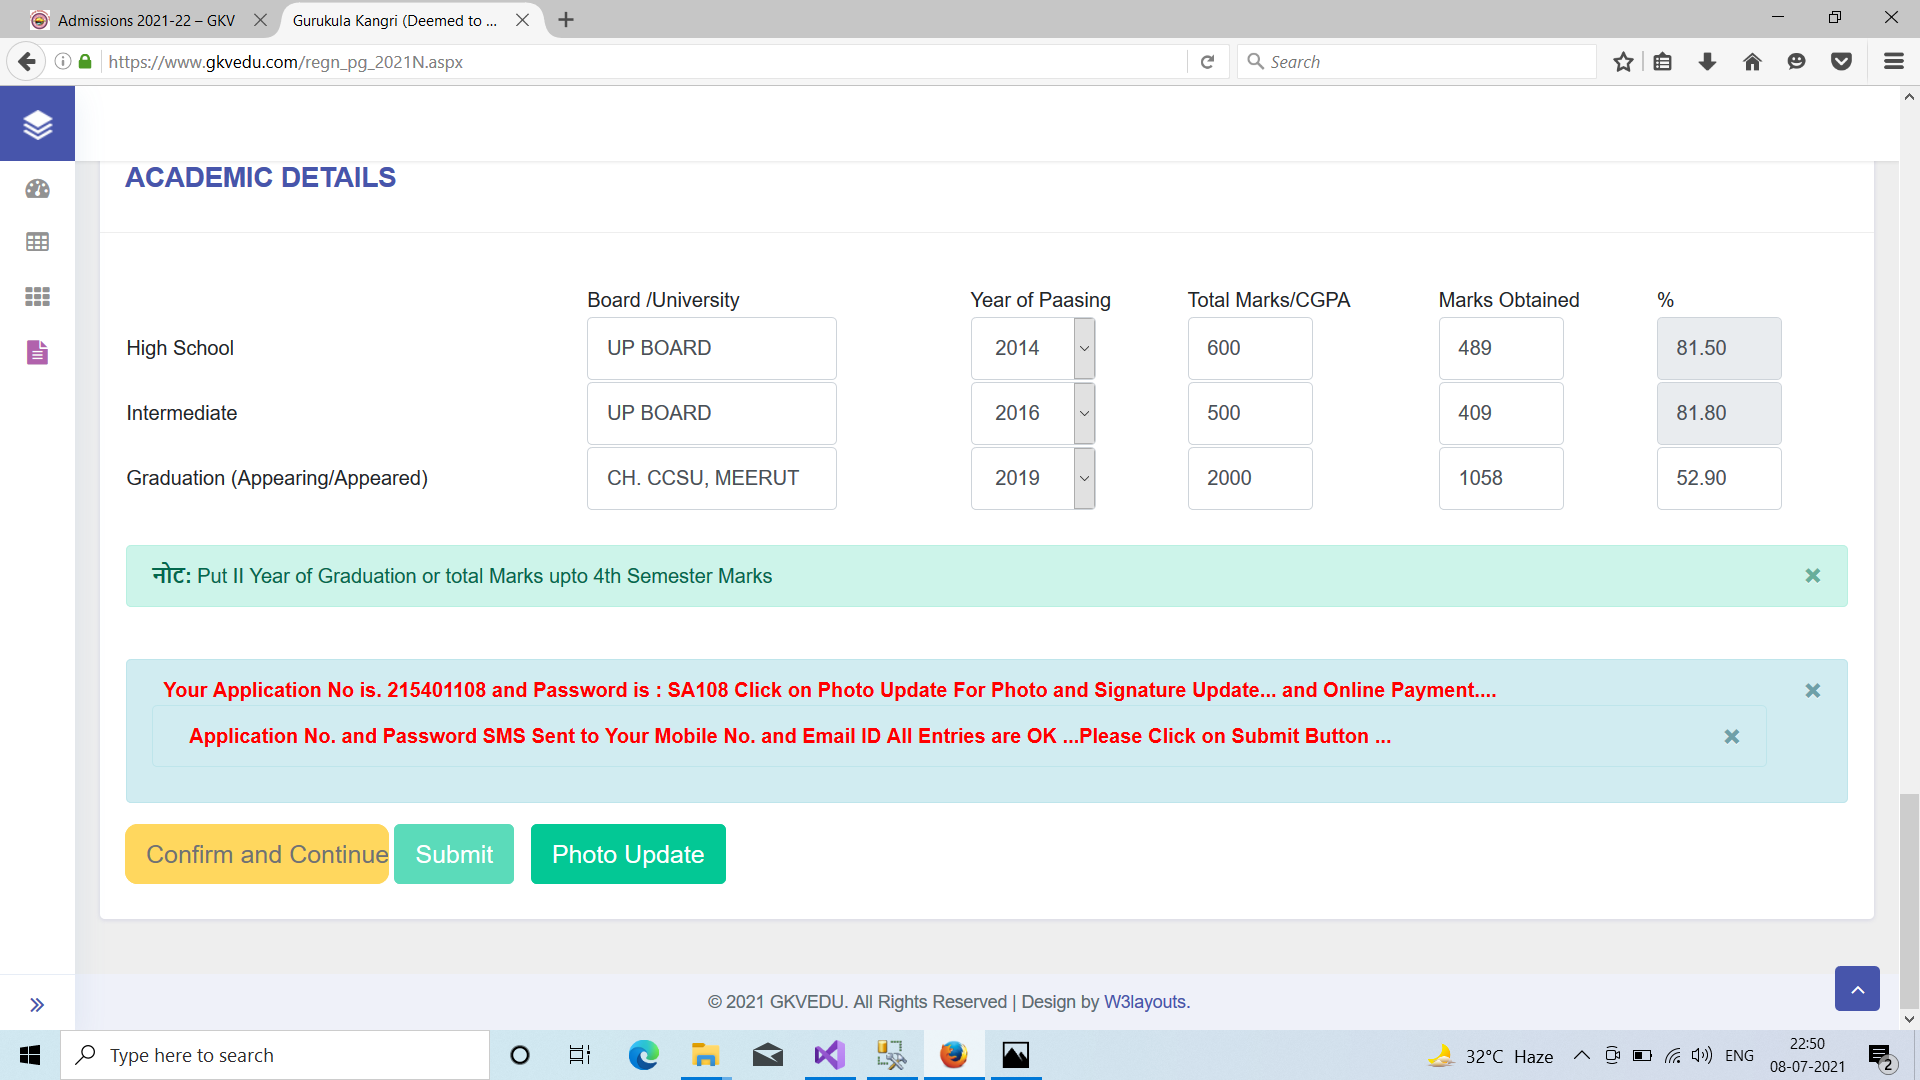 Admissions 2021-22 – GKV
Gurukula Kangri (Deemed to ...
https://www.gkvedu.com/regn_pg_2021N.aspx
Search
ACADEMIC DETAILS
Board /University Year of Paasing Total Marks/CGPA Marks Obtained %
High School UP BOARD 2014 600 489 81.50
Intermediate UP BOARD 2016 500 409 81.80
Graduation (Appearing/Appeared) CH. CCSU, MEERUT 2019 2000 1058 52.90
नोट: Put II Year of Graduation or total Marks upto 4th Semester Marks
Your Application No is. 215401108 and Password is : SA108 Click on Photo Update For Photo and Signature Update... and Online Payment....
Application No. and Password SMS Sent to Your Mobile No. and Email ID All Entries are OK ...Please Click on Submit Button ...
Confirm and Continue Submit Photo Update
© 2021 GKVEDU. All Rights Reserved | Design by W3layouts.
Type here to search
32°C Haze
ENG
22:50
08-07-2021
2